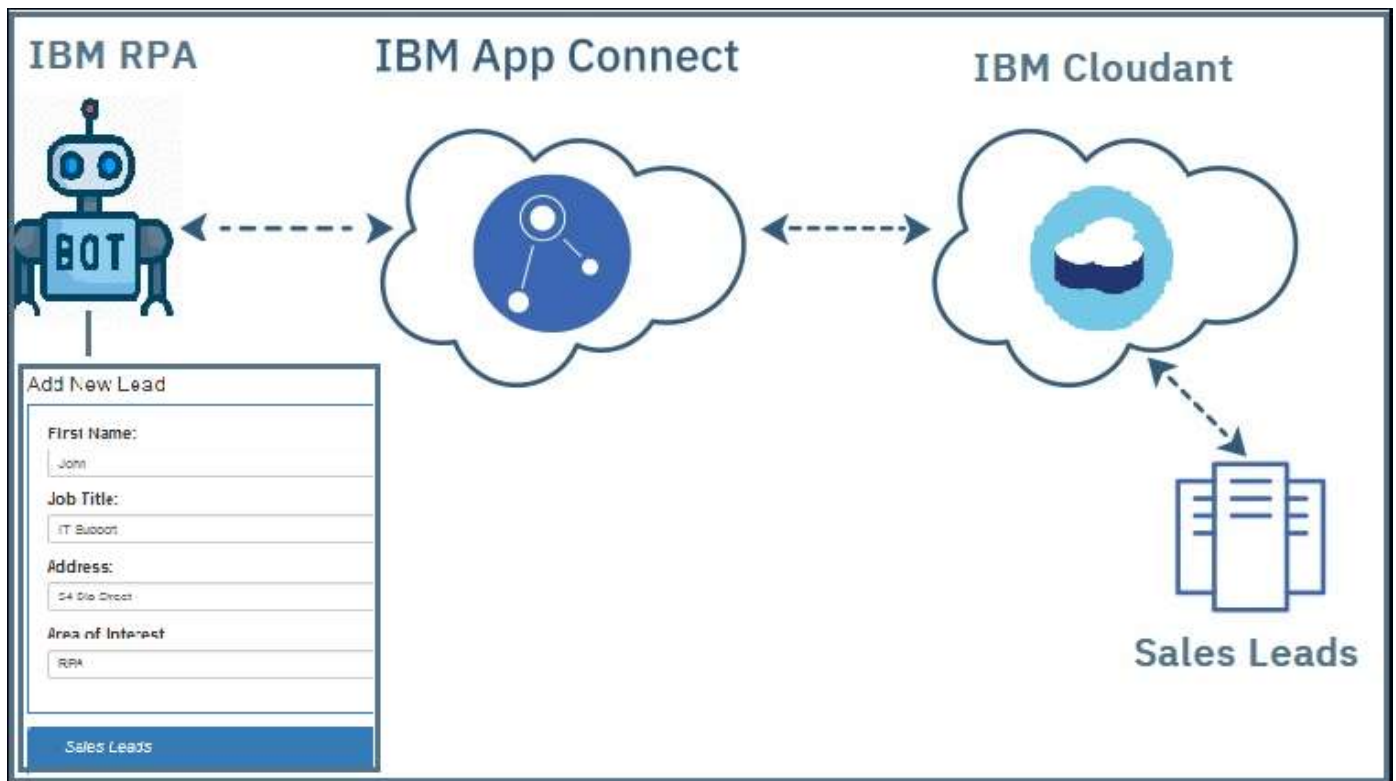 IBM RPA
IBM App Connect
IBM Cloudant
BOT
Add New Lead
First Name:
John
Job Title:
IT Support
Address:
Street
Area of Interest
RPA
Sales Leads
Sales Leads